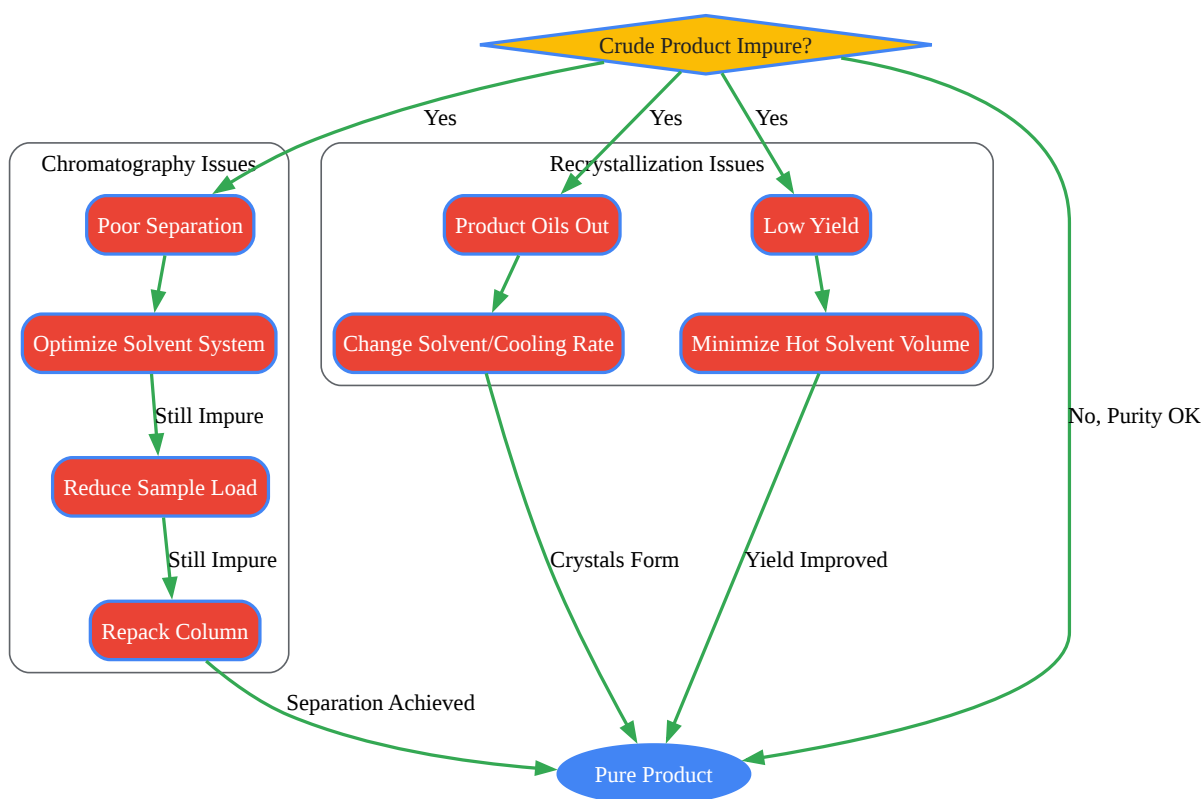 Crude Product Impure?
Yes
Yes
Yes
Chromatography Issues
Recrystallization Issues
Poor Separation
Product Oils Out
Low Yield
Optimize Solvent System
Change Solvent/Cooling Rate
Minimize Hot Solvent Volume
Still Impure
No, Purity OK
Reduce Sample Load
Still Impure
Crystals Form
Yield Improved
Repack Column
Separation Achieved
Pure Product